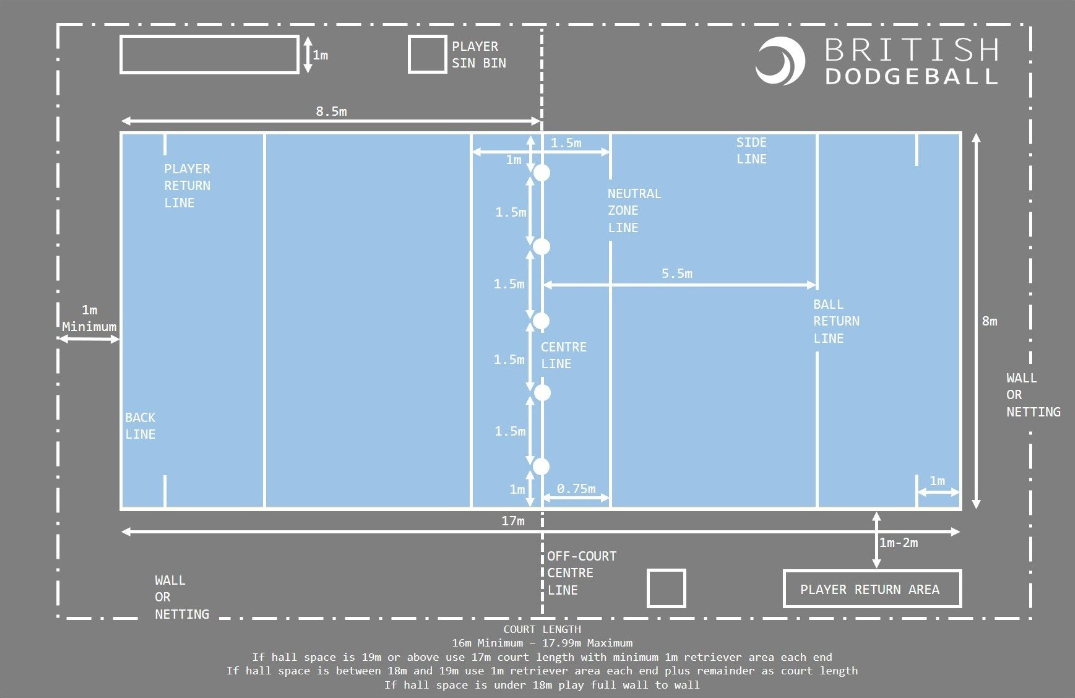 1m
PLAYER
SIN BIN
BRITISH
DODGEBALL
8.5m
1.5m
1m
SIDE
LINE
PLAYER
RETURN
LINE
1.5m
NEUTRAL
ZONE
LINE
1.5m
5.5m
1m
Minimum
BALL
RETURN
LINE
8m
CENTRE
LINE
1.5m
WALL
OR
NETTING
BACK
LINE
1.5m
1m
0.75m
1m
17m
1m-2m
OFF-COURT
CENTRE
LINE
WALL
OR
NETTING
PLAYER RETURN AREA
COURT LENGTH
16m Minimum – 17.99m Maximum
If hall space is 19m or above use 17m court length with minimum 1m retriever area each end
If hall space is between 18m and 19m use 1m retriever area each end plus remainder as court length
If hall space is under 18m play full wall to wall